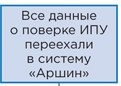 Все данные
о поверке ИПУ
переехали
в систему
«Аршин»